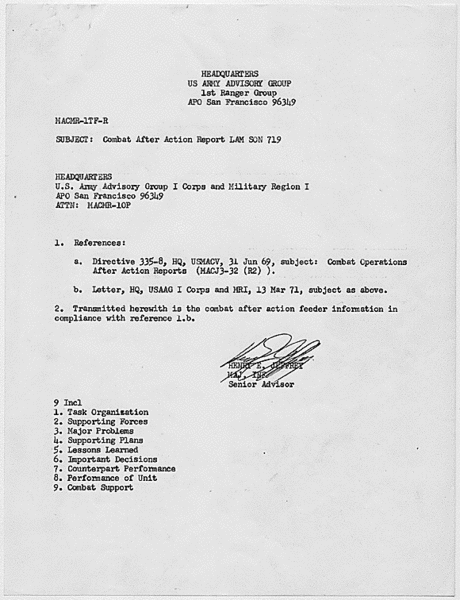 HEADQUARTERS
US ARMY ADVISORY GROUP
1st Ranger Group
APO San Francisco 96349
MACMR-1TF-R
SUBJECT: Combat After Action Report LAM SON 719
HEADQUARTERS
U.S. Army Advisory Group I Corps and Military Region I
APO San Francisco 96349
ATTN: MACMR-1OP
1. References:
a. Directive 335-8, HQ, USMACV, 31 Jun 69, subject: Combat Operations
After Action Reports (MACJ3-32 (R2) ).
b. Letter, HQ, USAAG I Corps and MRI, 13 Mar 71, subject as above.
2. Transmitted herewith is the combat after action feeder information in
compliance with reference 1.b.
HENRY E. JEFFREY
MAJ, INF
Senior Advisor
9 Incl
1. Task Organization
2. Supporting Forces
3. Major Problems
4. Supporting Plans
5. Lessons Learned
6. Important Decisions
7. Counterpart Performance
8. Performance of Unit
9. Combat Support